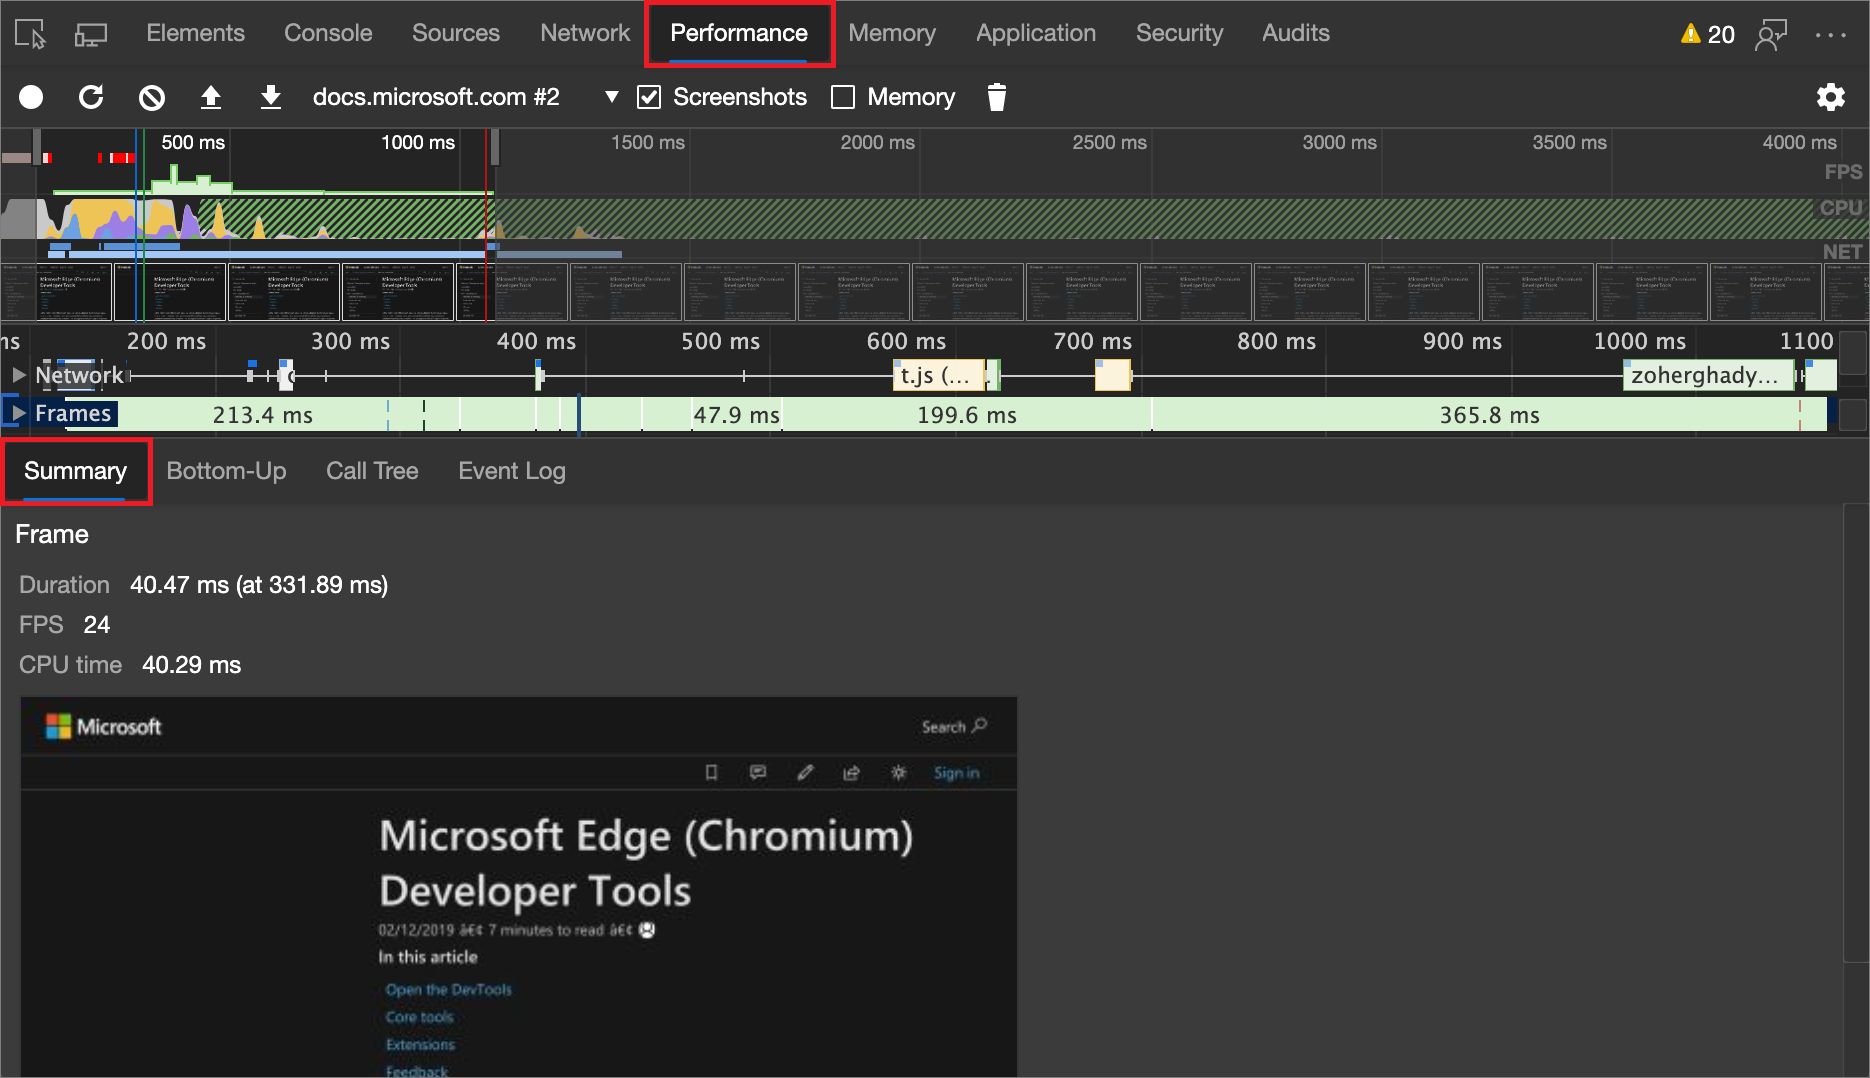 Elements Console Sources Network Performance Memory Application Security Audits 20
docs.microsoft.com #2 Screenshots Memory
500 ms 1000 ms 1500 ms 2000 ms 2500 ms 3000 ms 3500 ms 4000 ms
FPS
CPU
NET
ns 200 ms 300 ms 400 ms 500 ms 600 ms 700 ms 800 ms 900 ms 1000 ms 1100
Network t.js (... zoherghady...
Frames 213.4 ms 47.9 ms 199.6 ms 365.8 ms
Summary Bottom-Up Call Tree Event Log
Frame
Duration 40.47 ms (at 331.89 ms)
FPS 24
CPU time 40.29 ms
Microsoft Search
Sign in
Microsoft Edge (Chromium)
Developer Tools
02/12/2019 â€¢ 7 minutes to read â€¢
In this article
Open the DevTools
Core tools
Extensions
Feedback